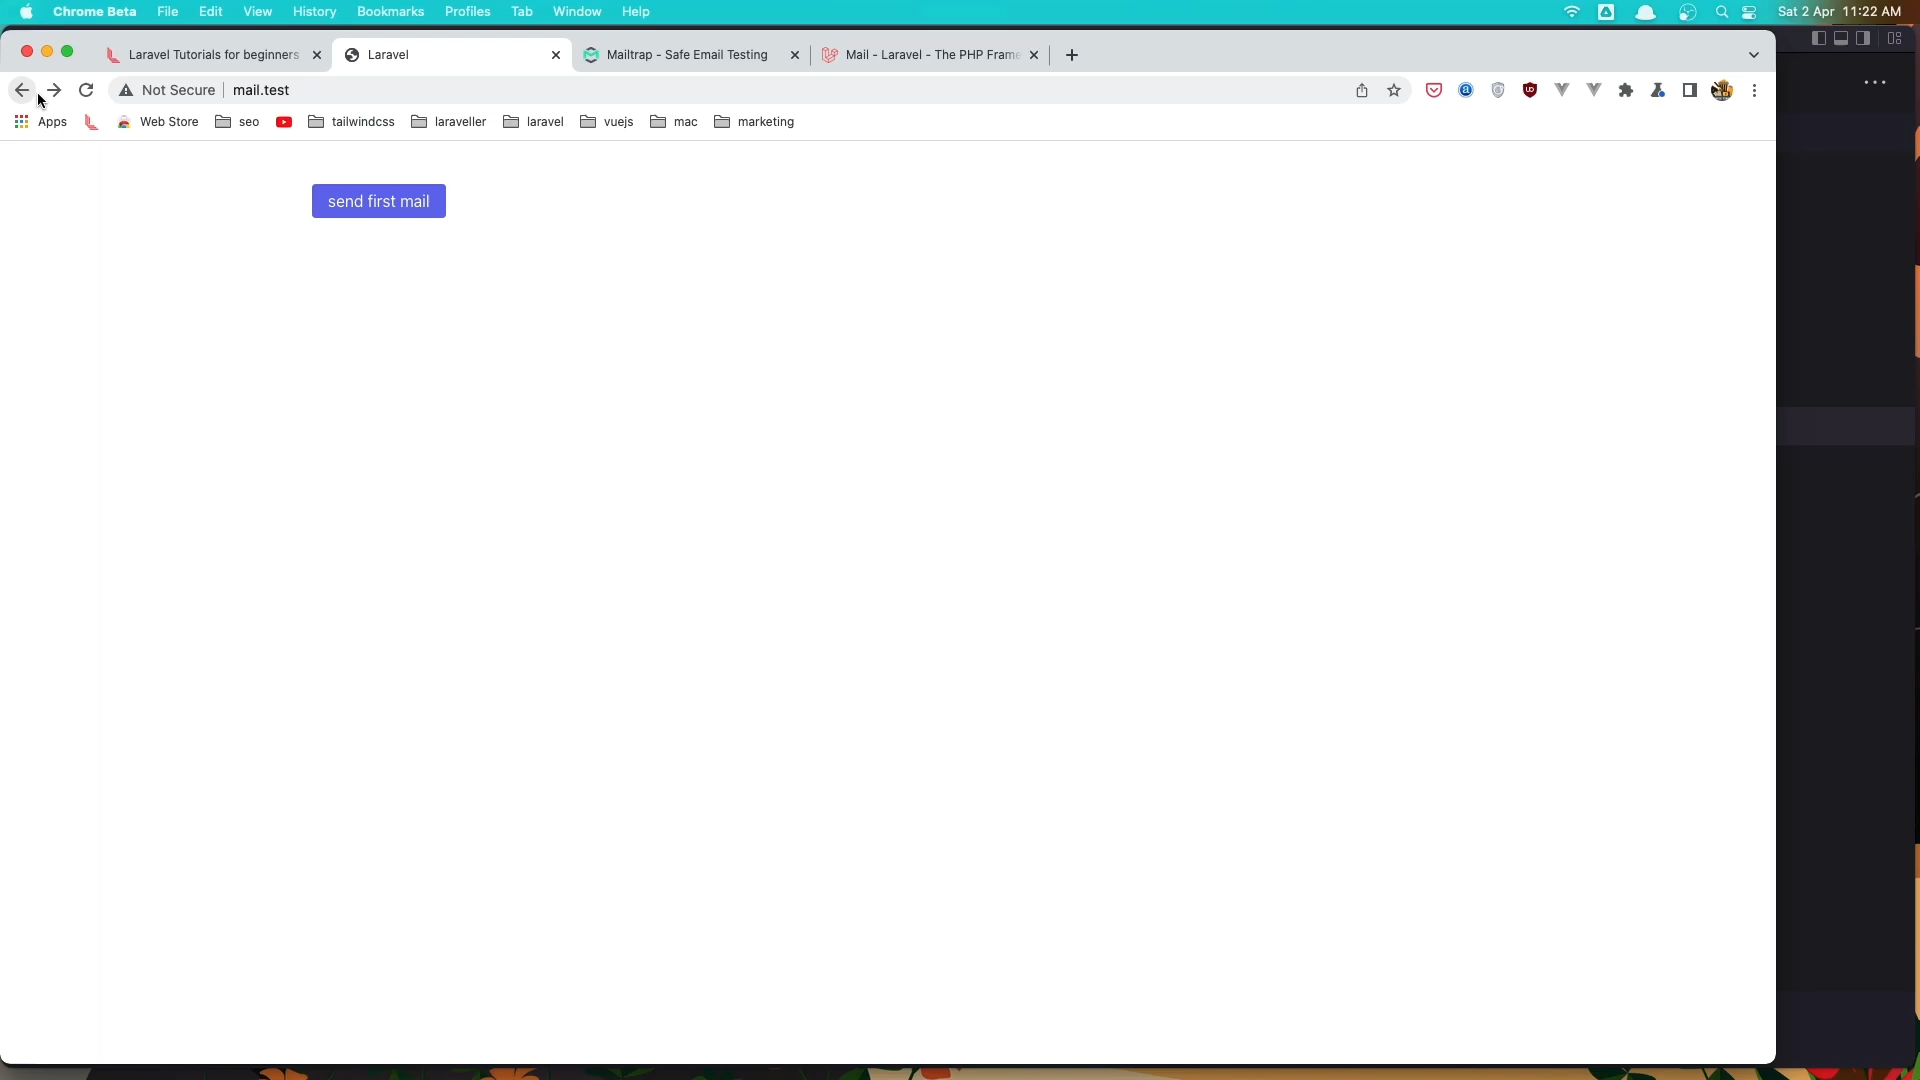 Chrome Beta File Edit View History Bookmarks Profiles Tab Window Help Sat 2 Apr 11:22 AM
Laravel Tutorials for beginners Laravel Mailtrap - Safe Email Testing Mail - Laravel - The PHP Frame
Not Secure mail.test
Apps Web Store seo tailwindcss laraveller laravel vuejs mac marketing
send first mail